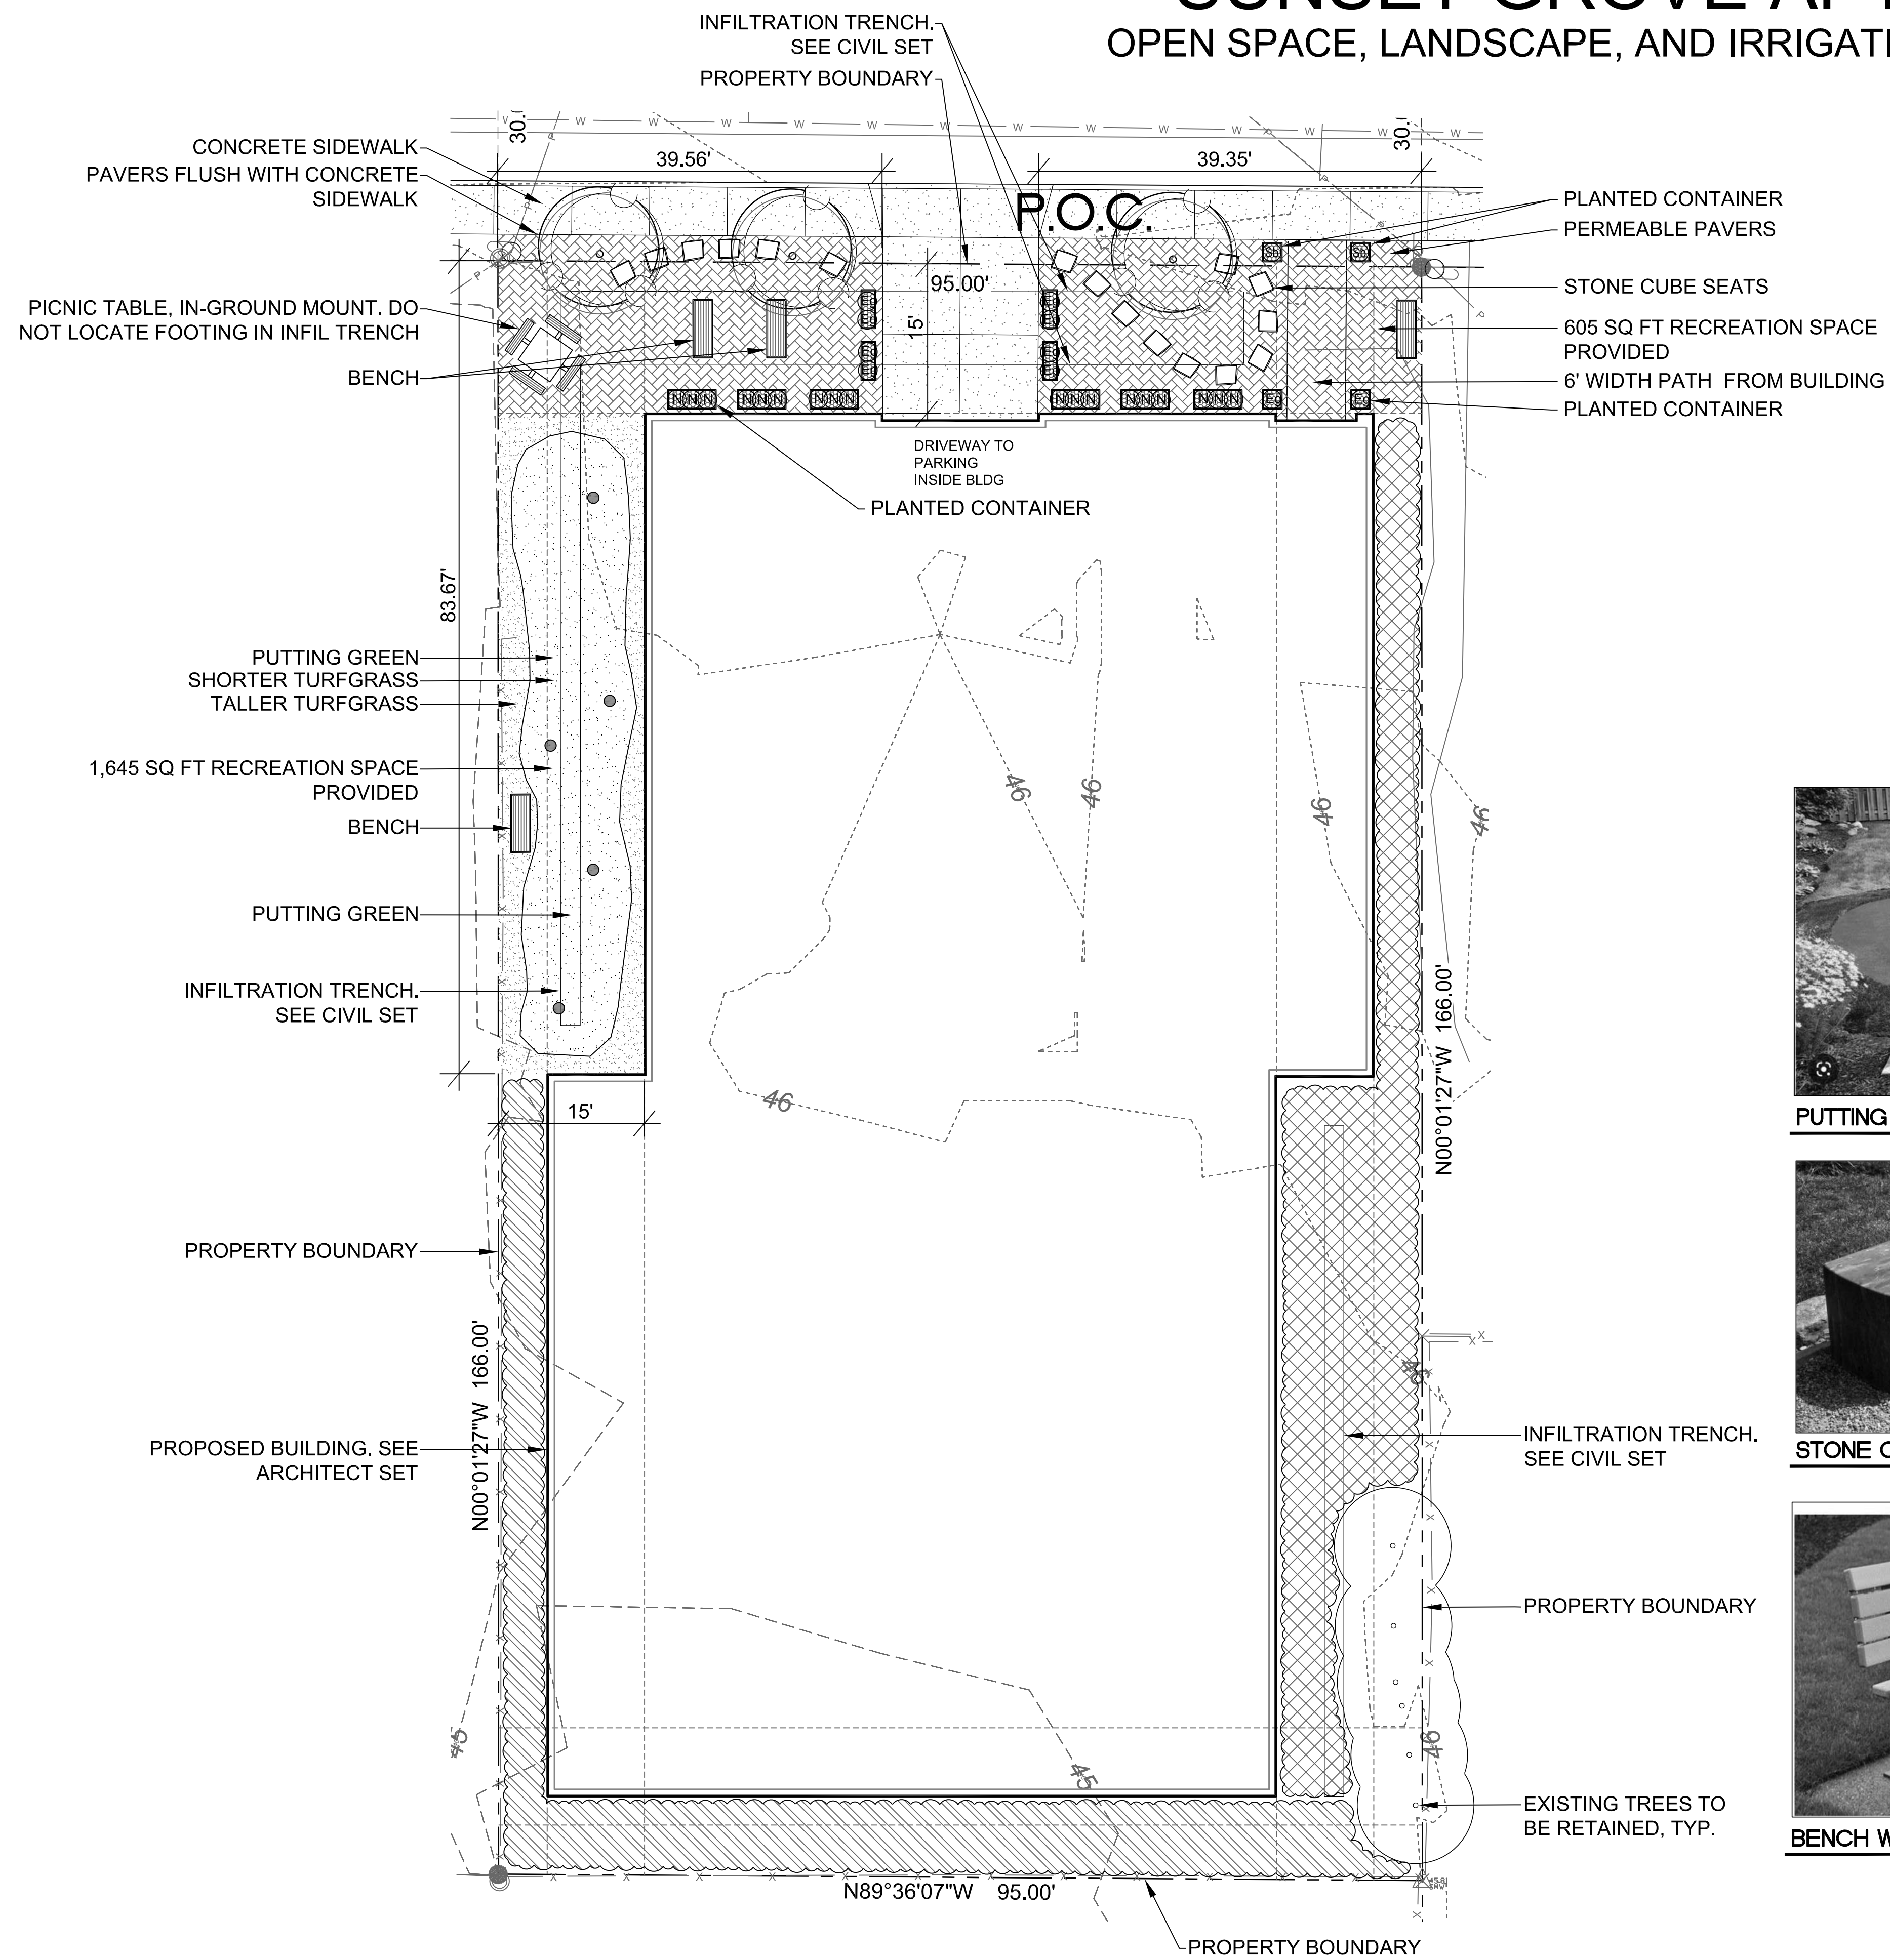 INFILTRATION TRENCH.
SEE CIVIL SET
PROPERTY BOUNDARY
OPEN SPACE, LANDSCAPE, AND
CONCRETE SIDEWALK
PAVERS FLUSH WITH CONCRETE
SIDEWALK
39.56'
39.35'
P.O.C.
PLANTED CONTAINER
PERMEABLE PAVERS
STONE CUBE SEATS
605 SQ FT RECREATION SPACE
PROVIDED
6' WIDTH PATH FROM BUILDING
PLANTED CONTAINER
PICNIC TABLE, IN-GROUND MOUNT. DO
NOT LOCATE FOOTING IN INFIL TRENCH
BENCH
95.00'
15'
Sb
Sb
N N N
N N N
N N N
N N N
N N N
N N N
Eg
Eg
DRIVEWAY TO
PARKING
INSIDE BLDG
PLANTED CONTAINER
83.67'
PUTTING GREEN
SHORTER TURFGRASS
TALLER TURFGRASS
1,645 SQ FT RECREATION SPACE
PROVIDED
BENCH
PUTTING GREEN
INFILTRATION TRENCH.
SEE CIVIL SET
46
46
46
46
46
15'
N00°01'27"W 166.00'
PUTTING
PROPERTY BOUNDARY
N00°01'27"W 166.00'
PROPOSED BUILDING. SEE
ARCHITECT SET
46
INFILTRATION TRENCH.
SEE CIVIL SET
STONE
PROPERTY BOUNDARY
45
45
46
EXISTING TREES TO
BE RETAINED, TYP.
BENCH
N89°36'07"W 95.00'
PROPERTY BOUNDARY